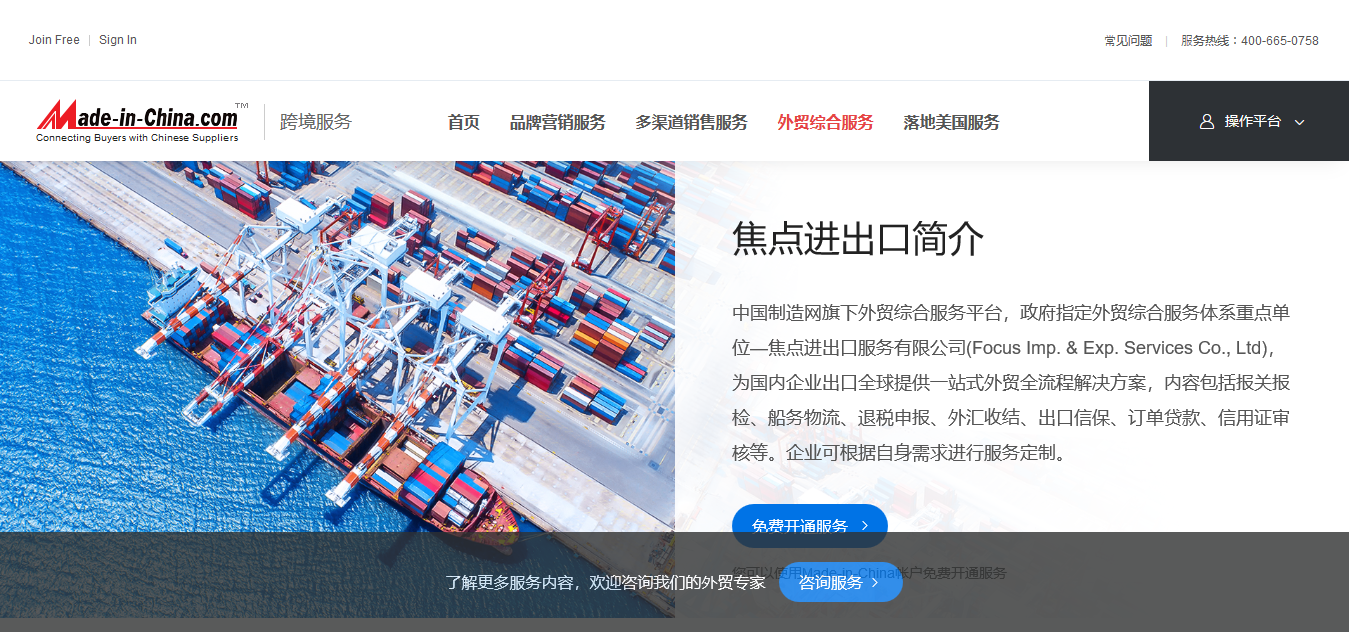 Join Free | Sign In
常见问题 | 服务热线：400-665-0758
Made-in-China.com™
Connecting Buyers with Chinese Suppliers
跨境服务
首页 品牌营销服务 多渠道销售服务 外贸综合服务 落地美国服务
操作平台
焦点进出口简介
中国制造网旗下外贸综合服务平台，政府指定外贸综合服务体系重点单
位—焦点进出口服务有限公司(Focus Imp. & Exp. Services Co., Ltd)，
为国内企业出口全球提供一站式外贸全流程解决方案，内容包括报关报
检、船务物流、退税申报、外汇收结、出口信保、订单贷款、信用证审
核等。企业可根据自身需求进行服务定制。
免费开通服务
您可以使用Made-in-China帐户免费开通服务
了解更多服务内容，欢迎咨询我们的外贸专家 咨询服务